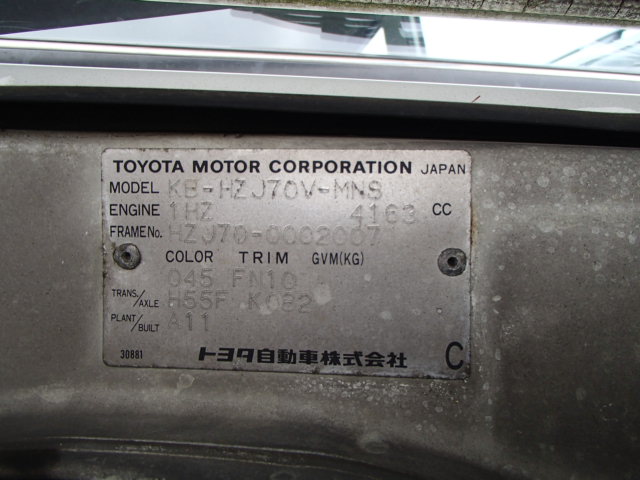 TOYOTA MOTOR CORPORATION JAPAN
MODEL KB-HZJ70V-MNS
ENGINE 1HZ 4163 CC
FRAME No. HZJ70-0002007
COLOR TRIM GVM(KG)
045 FN10
TRANS./AXLE H55F K0B2
PLANT/BUILT A11
30881 トヨタ自動車株式会社 C